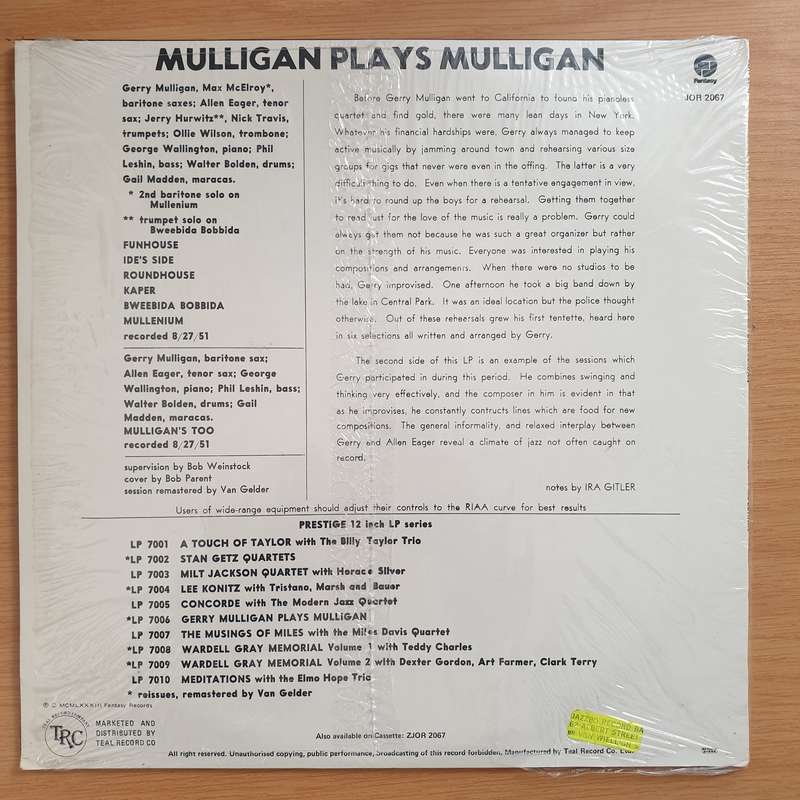 MULLIGAN PLAYS MULLIGAN
Fantasy
JOR 2067
Gerry Mulligan, Max McElroy*,
baritone saxes; Allen Eager, tenor
sax; Jerry Hurwitz**, Nick Travis,
trumpets; Ollie Wilson, trombone;
George Wallington, piano; Phil
Leshin, bass; Walter Bolden, drums;
Gail Madden, maracas.
* 2nd baritone solo on
Mullenium
** trumpet solo on
Bweebida Bobbida
FUNHOUSE
IDE'S SIDE
ROUNDHOUSE
KAPER
BWEEBIDA BOBBIDA
MULLENIUM
recorded 8/27/51
Gerry Mulligan, baritone sax;
Allen Eager, tenor sax; George
Wallington, piano; Phil Leshin, bass;
Walter Bolden, drums; Gail
Madden, maracas.
MULLIGAN'S TOO
recorded 8/27/51
supervision by Bob Weinstock
cover by Bob Parent
session remastered by Van Gelder
Before Gerry Mulligan went to California to found his pianoless
quartet and find gold, there were many lean days in New York.
Whatever his financial hardships were, Gerry always managed to keep
active musically by jamming around town and rehearsing various size
groups for gigs that never were even in the offing. The latter is a very
difficult thing to do. Even when there is a tentative engagement in view,
it's hard to round up the boys for a rehearsal. Getting them together
to read just for the love of the music is really a problem. Gerry could
always get them not because he was such a great organizer but rather
on the strength of his music. Everyone was interested in playing his
compositions and arrangements. When there were no studios to be
had, Gerry improvised. One afternoon he took a big band down by
the lake in Central Park. It was an ideal location but the police thought
otherwise. Out of these rehearsals grew his first tentette, heard here
in six selections all written and arranged by Gerry.
The second side of this LP is an example of the sessions which
Gerry participated in during this period. He combines swinging and
thinking very effectively, and the composer in him is evident in that
as he improvises, he constantly contructs lines which are food for new
compositions. The general informality, and relaxed interplay between
Gerry and Allen Eager reveal a climate of jazz not often caught on
record.
notes by IRA GITLER
Users of wide-range equipment should adjust their controls to the RIAA curve for best results
PRESTIGE 12 inch LP series
LP 7001 A TOUCH OF TAYLOR with The Billy Taylor Trio
*LP 7002 STAN GETZ QUARTETS
LP 7003 MILT JACKSON QUARTET with Horace Silver
*LP 7004 LEE KONITZ with Tristano, Marsh and Bauer
LP 7005 CONCORDE with The Modern Jazz Quartet
*LP 7006 GERRY MULLIGAN PLAYS MULLIGAN
LP 7007 THE MUSINGS OF MILES with the Miles Davis Quartet
*LP 7008 WARDELL GRAY MEMORIAL Volume 1 with Teddy Charles
*LP 7009 WARDELL GRAY MEMORIAL Volume 2 with Dexter Gordon, Art Farmer, Clark Terry
LP 7010 MEDITATIONS with the Elmo Hope Trio
* reissues, remastered by Van Gelder
Fantasy Records
TRC
MARKETED AND
DISTRIBUTED BY
TEAL RECORD CO
Also available on Cassette: ZJOR 2067
All right reserved. Unauthorised copying, public performance, broadcasting of this record forbidden. Manufactured by Teal Record Co.
ALBERT STREET